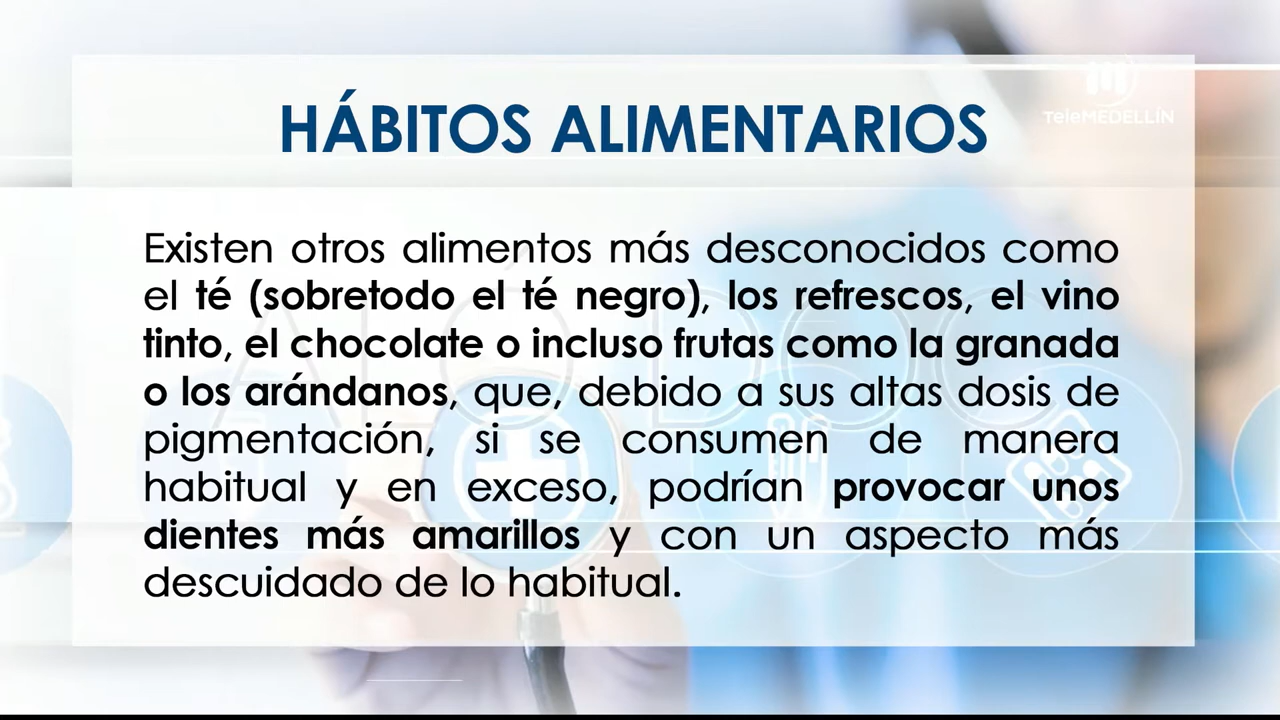 HÁBITOS ALIMENTARIOS
TeleMEDELLÍN
Existen otros alimentos más desconocidos como
el té (sobretodo el té negro), los refrescos, el vino
tinto, el chocolate o incluso frutas como la granada
o los arándanos, que, debido a sus altas dosis de
pigmentación, si se consumen de manera
habitual y en exceso, podrían provocar unos
dientes más amarillos y con un aspecto más
descuidado de lo habitual.